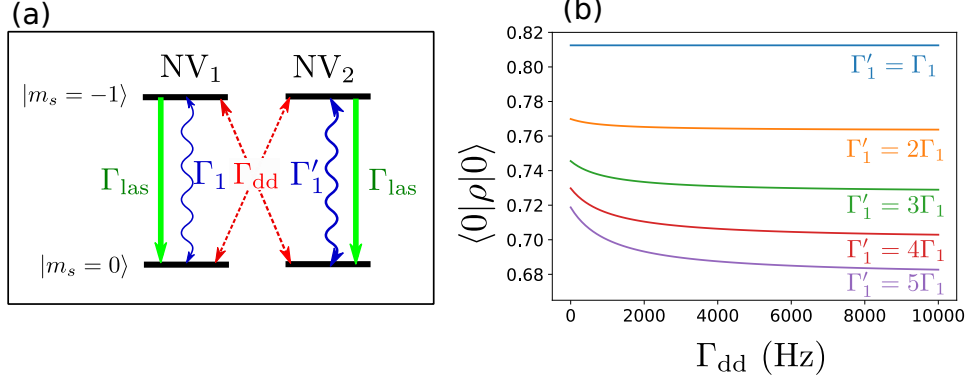 (a)
NV₁ NV₂
|mₛ = −1⟩
Γlas Γ₁ Γdd Γ′₁ Γlas
|mₛ = 0⟩
(b)
⟨0|ρ|0⟩
0.82
0.80
0.76
0.74
0.72
0.70
0.68
Γ′₁ = Γ₁
Γ′₁ = 2Γ₁
Γ′₁ = 3Γ₁
Γ′₁ = 4Γ₁
Γ′₁ = 5Γ₁
0 2000 4000 6000 8000 10000
Γdd (Hz)